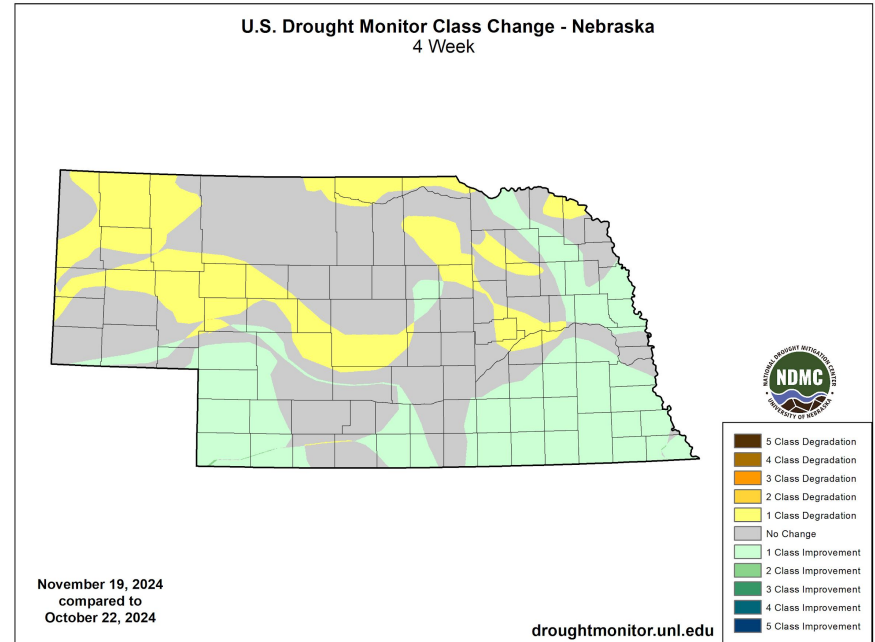 U.S. Drought Monitor Class Change - Nebraska
4 Week
NATIONAL DROUGHT MITIGATION CENTER
NDMC
UNIVERSITY OF NEBRASKA
5 Class Degradation
4 Class Degradation
3 Class Degradation
2 Class Degradation
1 Class Degradation
No Change
1 Class Improvement
2 Class Improvement
3 Class Improvement
4 Class Improvement
5 Class Improvement
November 19, 2024
compared to
October 22, 2024
droughtmonitor.unl.edu